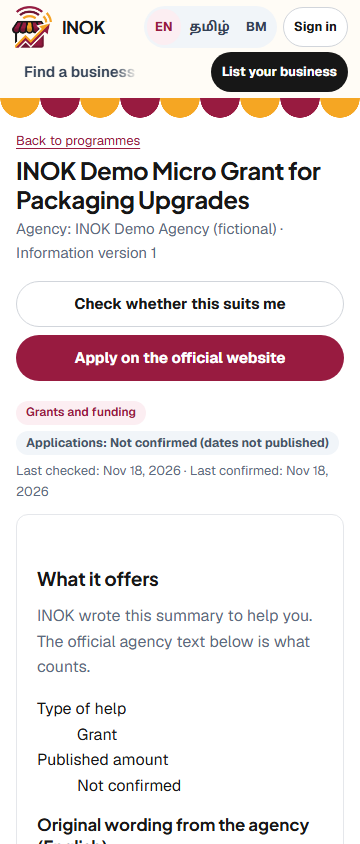 INOK
EN
தமிழ்
BM
Sign in
Find a business
List your business
Back to programmes
INOK Demo Micro Grant for
Packaging Upgrades
Agency: INOK Demo Agency (fictional) ·
Information version 1
Check whether this suits me
Apply on the official website
Grants and funding
Applications: Not confirmed (dates not published)
Last checked: Nov 18, 2026 · Last confirmed: Nov 18,
2026
What it offers
INOK wrote this summary to help you.
The official agency text below is what
counts.
Type of help
Grant
Published amount
Not confirmed
Original wording from the agency
(English)